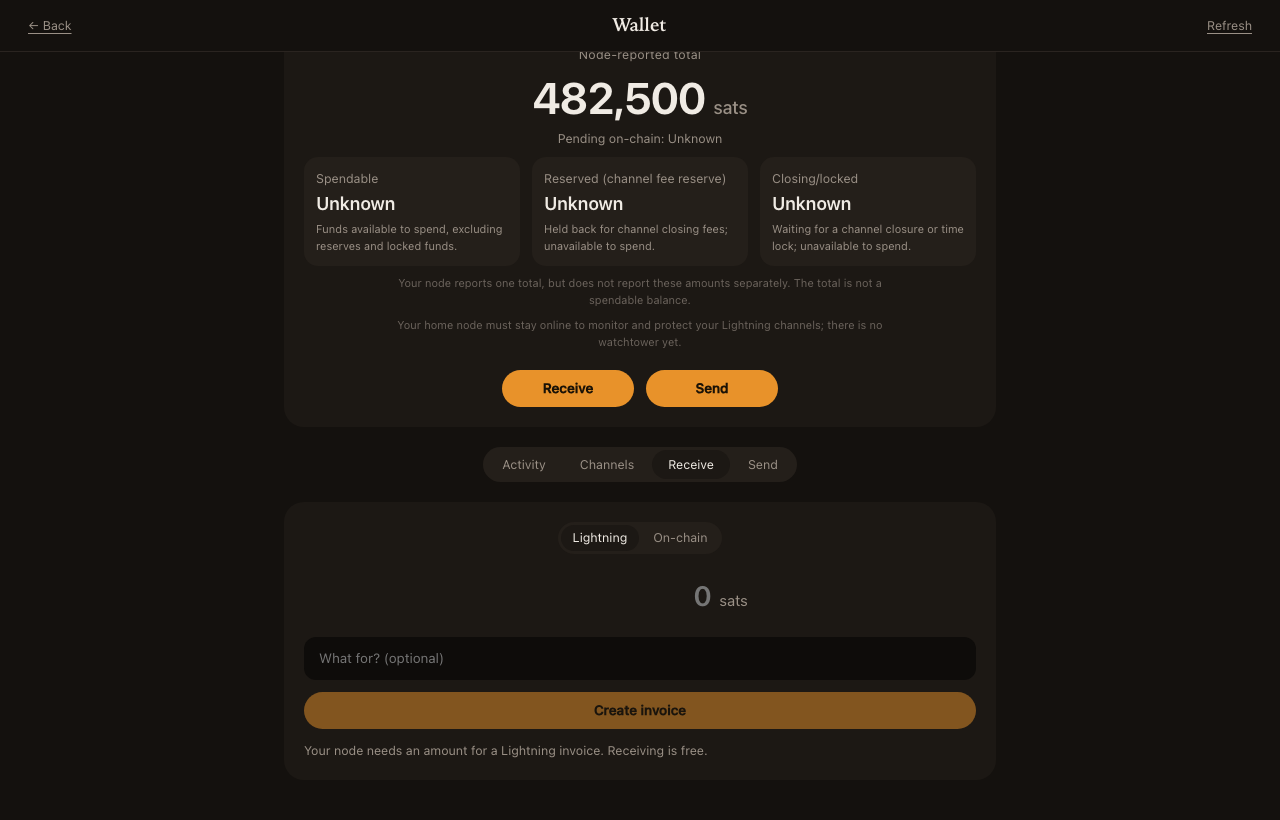 ← Back
Wallet
Refresh
Node-reported total
482,500 sats
Pending on-chain: Unknown
Spendable
Unknown
Funds available to spend, excluding
reserves and locked funds.
Reserved (channel fee reserve)
Unknown
Held back for channel closing fees;
unavailable to spend.
Closing/locked
Unknown
Waiting for a channel closure or time
lock; unavailable to spend.
Your node reports one total, but does not report these amounts separately. The total is not a
spendable balance.
Your home node must stay online to monitor and protect your Lightning channels; there is no
watchtower yet.
Receive
Send
Activity
Channels
Receive
Send
Lightning
On-chain
0 sats
What for? (optional)
Create invoice
Your node needs an amount for a Lightning invoice. Receiving is free.